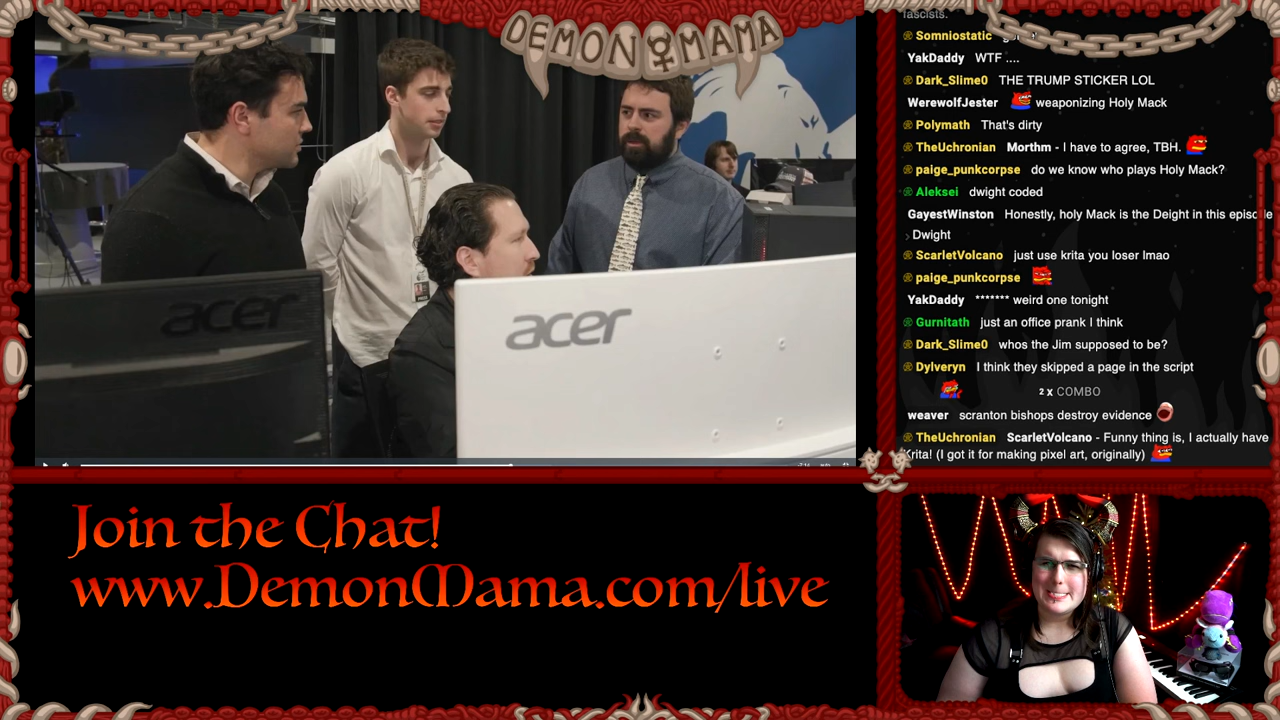 DEMON MAMA
acer
acer
fascists.
Somniostatic
YakDaddy WTF ....
Dark_Slime0 THE TRUMP STICKER LOL
WerewolfJester weaponizing Holy Mack
Polymath That's dirty
TheUchronian Morthm - I have to agree, TBH.
paige_punkcorpse do we know who plays Holy Mack?
Aleksei dwight coded
GayestWinston Honestly, holy Mack is the Deight in this episode
Dwight
ScarletVolcano just use krita you loser lmao
paige_punkcorpse
YakDaddy ******* weird one tonight
Gurnitath just an office prank I think
Dark_Slime0 whos the Jim supposed to be?
Dylveryn I think they skipped a page in the script
2 x COMBO
weaver scranton bishops destroy evidence
TheUchronian ScarletVolcano - Funny thing is, I actually have
Krita! (I got it for making pixel art, originally)
Join the Chat!
www.DemonMama.com/live